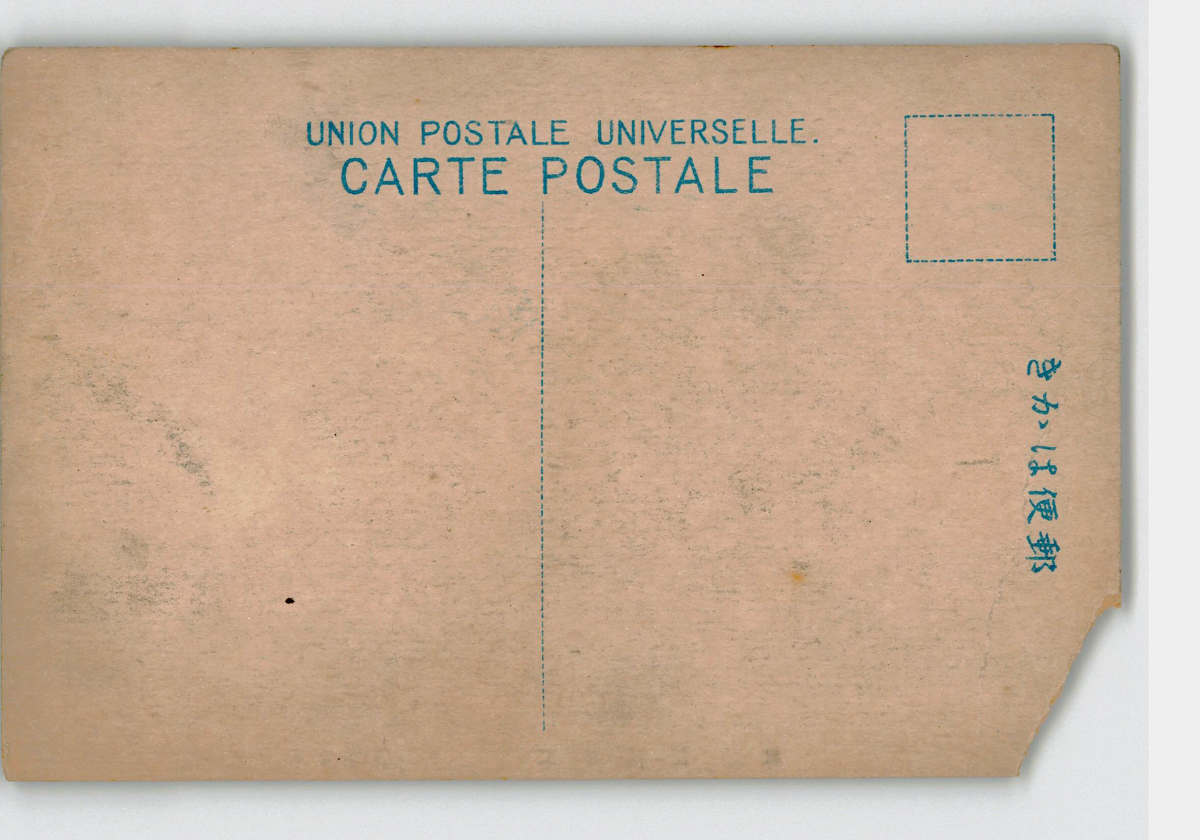 UNION POSTALE UNIVERSELLE.
CARTE POSTALE
郵便はかき